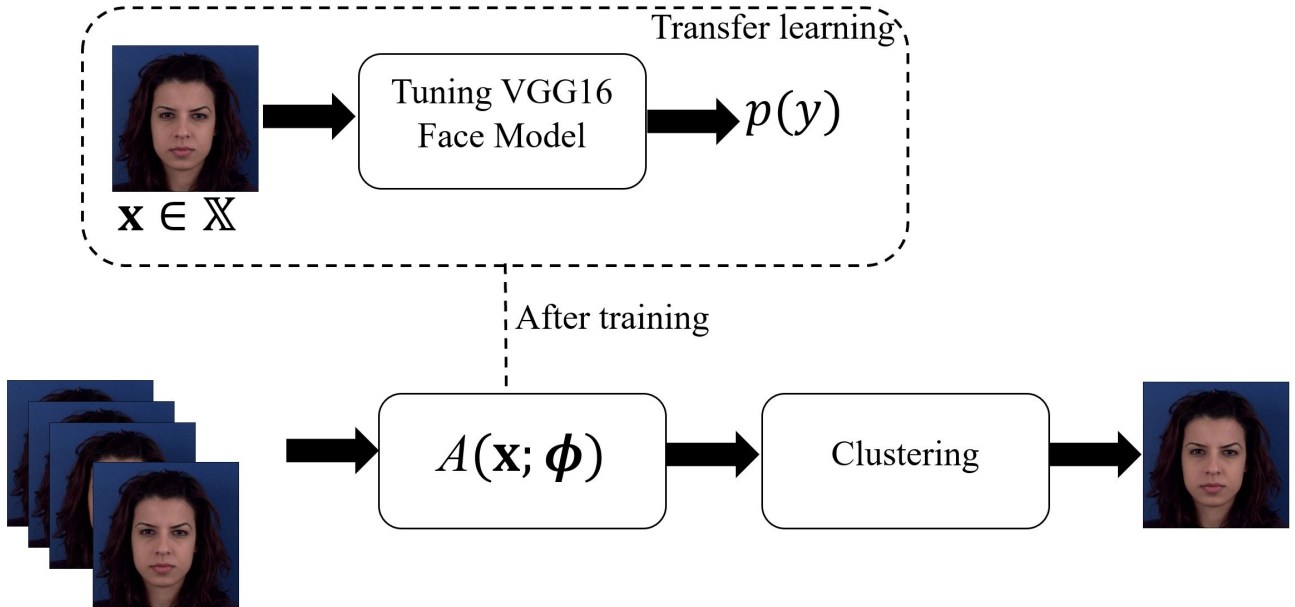 Transfer learning
Tuning VGG16
Face Model
p(y)
𝐱 ∈ 𝕏
After training
A(𝐱; 𝛟)
Clustering